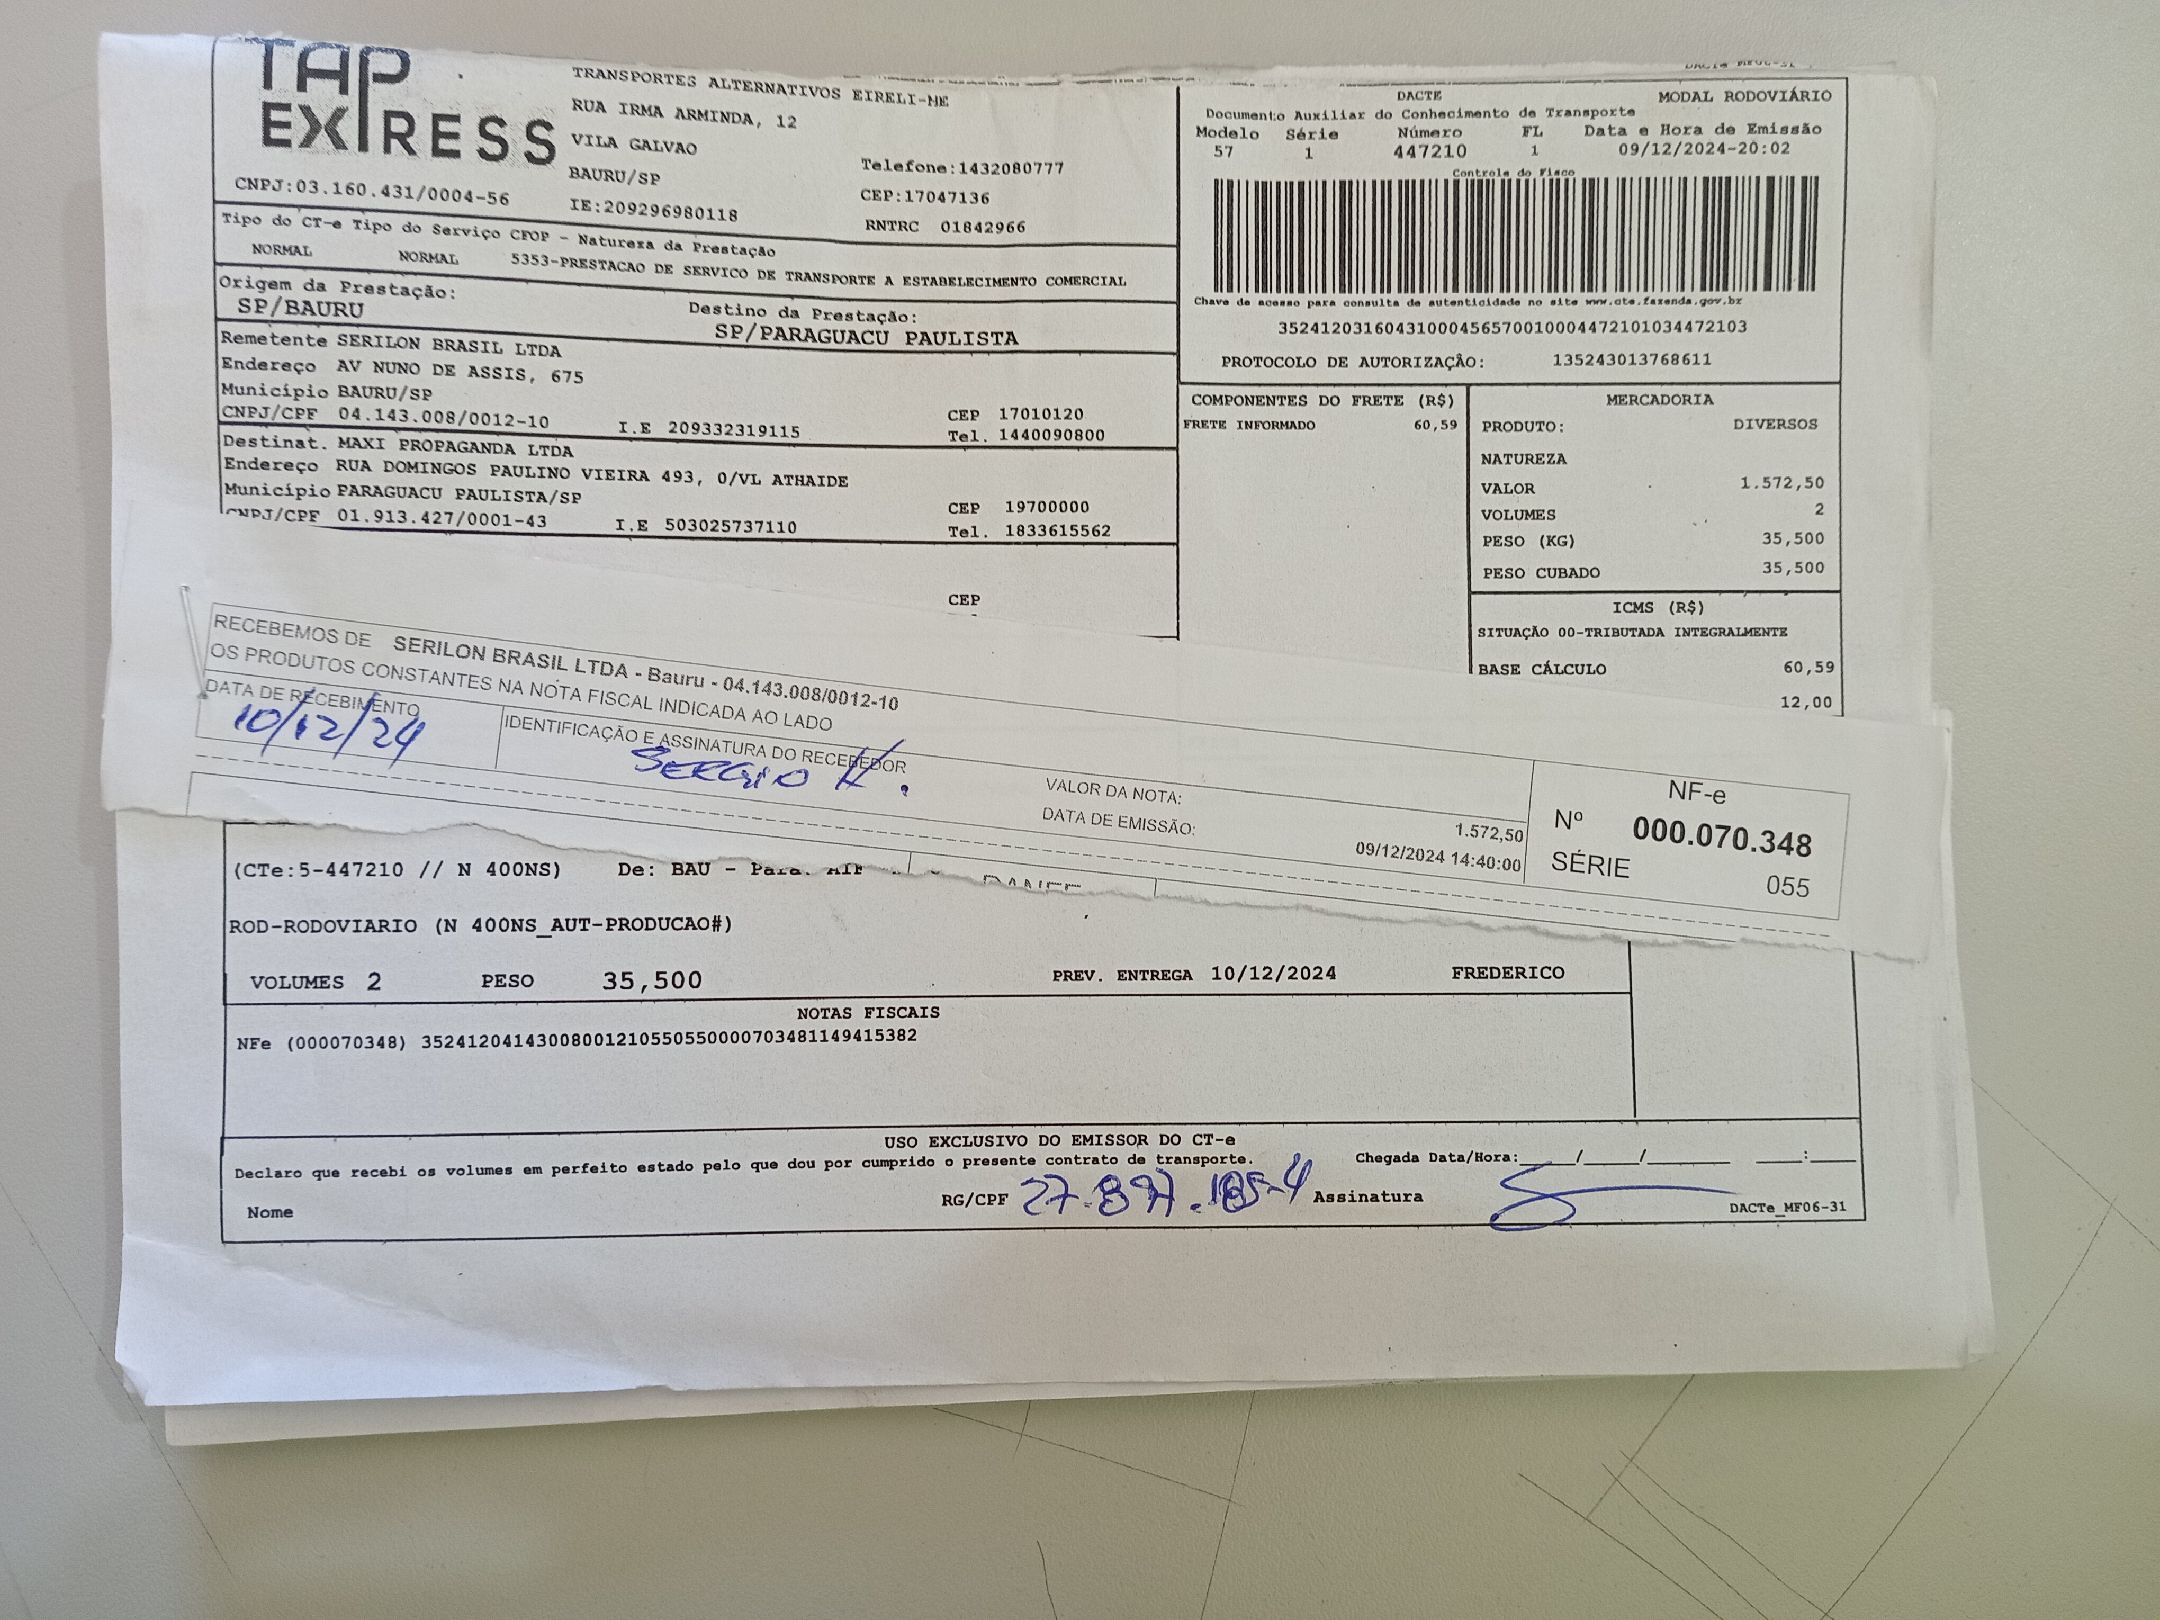 TAP
EXPRESS
CNPJ:03.160.431/0004-56
TRANSPORTES ALTERNATIVOS EIRELI-ME
RUA IRMA ARMINDA, 12
VILA GALVAO
BAURU/SP
IE:209296980118
Telefone:1432080777
CEP:17047136
RNTRC 01842966
DACTE MODAL RODOVIÁRIO
Documento Auxiliar do Conhecimento de Transporte
Modelo Série Número FL Data e Hora de Emissão
57 1 447210 1 09/12/2024-20:02
Controle do Fisco
Chave de acesso para consulta de autenticidade no site www.cte.fazenda.gov.br
35241203160431000456570010004472101034472103
PROTOCOLO DE AUTORIZAÇÃO: 135243013768611
Tipo do CT-e Tipo do Serviço CFOP - Natureza da Prestação
NORMAL NORMAL 5353-PRESTACAO DE SERVICO DE TRANSPORTE A ESTABELECIMENTO COMERCIAL
Origem da Prestação: Destino da Prestação:
SP/BAURU SP/PARAGUACU PAULISTA
Remetente SERILON BRASIL LTDA
Endereço AV NUNO DE ASSIS, 675
Município BAURU/SP CEP 17010120
CNPJ/CPF 04.143.008/0012-10 I.E 209332319115 Tel. 1440090800
Destinat. MAXI PROPAGANDA LTDA
Endereço RUA DOMINGOS PAULINO VIEIRA 493, 0/VL ATHAIDE
Município PARAGUACU PAULISTA/SP CEP 19700000
CNPJ/CPF 01.913.427/0001-43 I.E 503025737110 Tel. 1833615562
CEP
COMPONENTES DO FRETE (R$)
FRETE INFORMADO 60,59
MERCADORIA
PRODUTO: DIVERSOS
NATUREZA
VALOR 1.572,50
VOLUMES 2
PESO (KG) 35,500
PESO CUBADO 35,500
ICMS (R$)
SITUAÇÃO 00-TRIBUTADA INTEGRALMENTE
BASE CÁLCULO 60,59
12,00
RECEBEMOS DE SERILON BRASIL LTDA - Bauru - 04.143.008/0012-10
OS PRODUTOS CONSTANTES NA NOTA FISCAL INDICADA AO LADO
DATA DE RECEBIMENTO IDENTIFICAÇÃO E ASSINATURA DO RECEBEDOR
10/12/24 SERGIO H.
VALOR DA NOTA: 1.572,50
DATA DE EMISSÃO: 09/12/2024 14:40:00
NF-e
Nº 000.070.348
SÉRIE 055
(CTe:5-447210 // N 400NS) De: BAU - Para:
ROD-RODOVIARIO (N 400NS_AUT-PRODUCAO#)
VOLUMES 2 PESO 35,500 PREV. ENTREGA 10/12/2024 FREDERICO
NOTAS FISCAIS
NFe (000070348) 35241204143008001210550550000703481149415382
USO EXCLUSIVO DO EMISSOR DO CT-e
Declaro que recebi os volumes em perfeito estado pelo que dou por cumprido o presente contrato de transporte. Chegada Data/Hora:____/____/______ ____:____
Nome RG/CPF Assinatura
DACTe_MF06-31